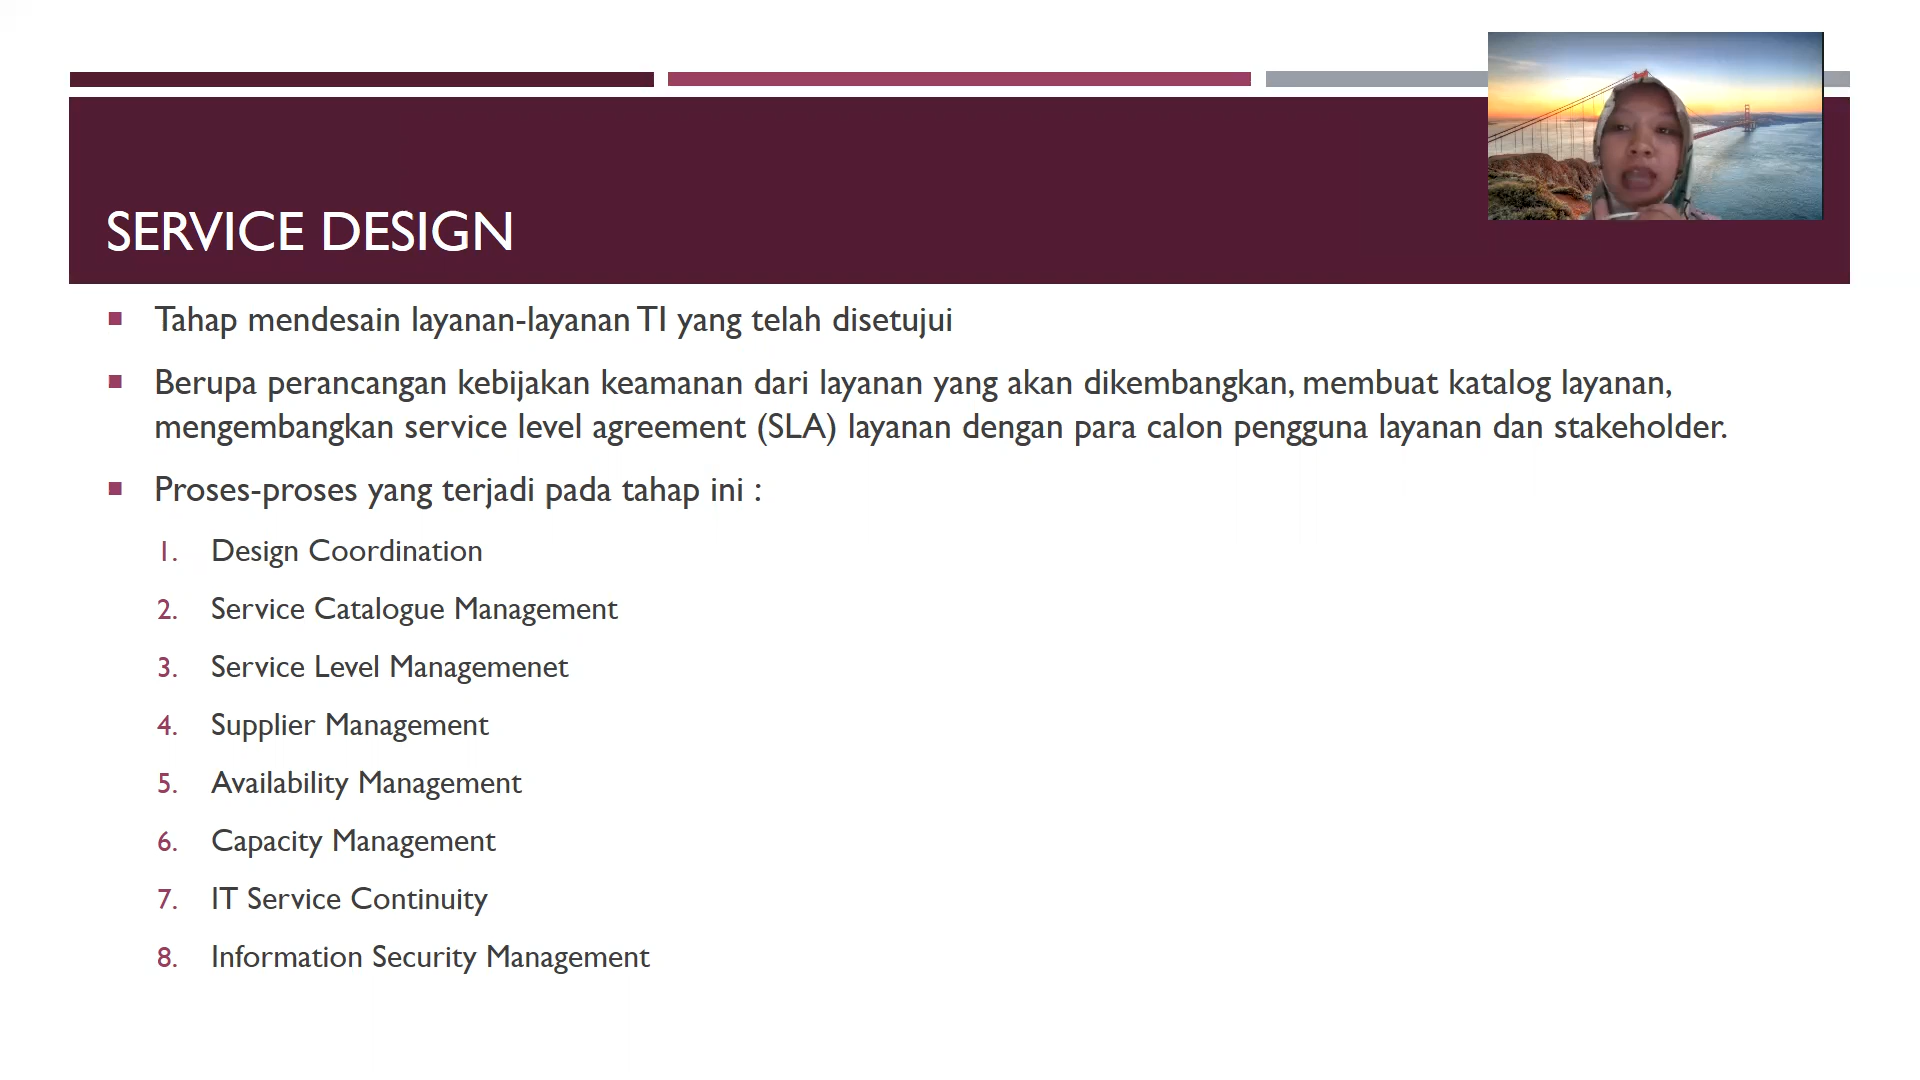 SERVICE DESIGN
▪ Tahap mendesain layanan-layanan TI yang telah disetujui
▪ Berupa perancangan kebijakan keamanan dari layanan yang akan dikembangkan, membuat katalog layanan,
mengembangkan service level agreement (SLA) layanan dengan para calon pengguna layanan dan stakeholder.
▪ Proses-proses yang terjadi pada tahap ini :
1. Design Coordination
2. Service Catalogue Management
3. Service Level Managemenet
4. Supplier Management
5. Availability Management
6. Capacity Management
7. IT Service Continuity
8. Information Security Management